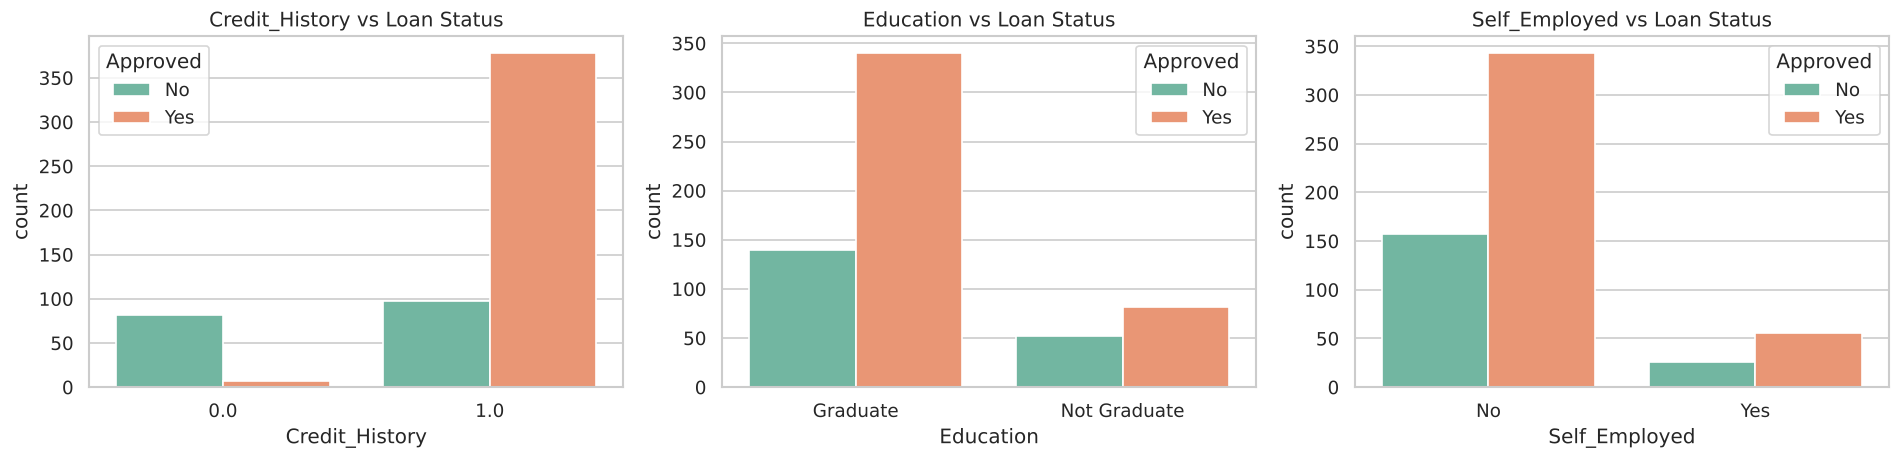 Credit_History vs Loan Status
Approved
No
Yes
350
300
250
200
150
100
50
0
count
0.0
1.0
Credit_History
Education vs Loan Status
Approved
No
Yes
350
300
250
200
150
100
50
0
count
Graduate
Not Graduate
Education
Self_Employed vs Loan Status
Approved
No
Yes
350
300
250
200
150
100
50
0
count
No
Yes
Self_Employed